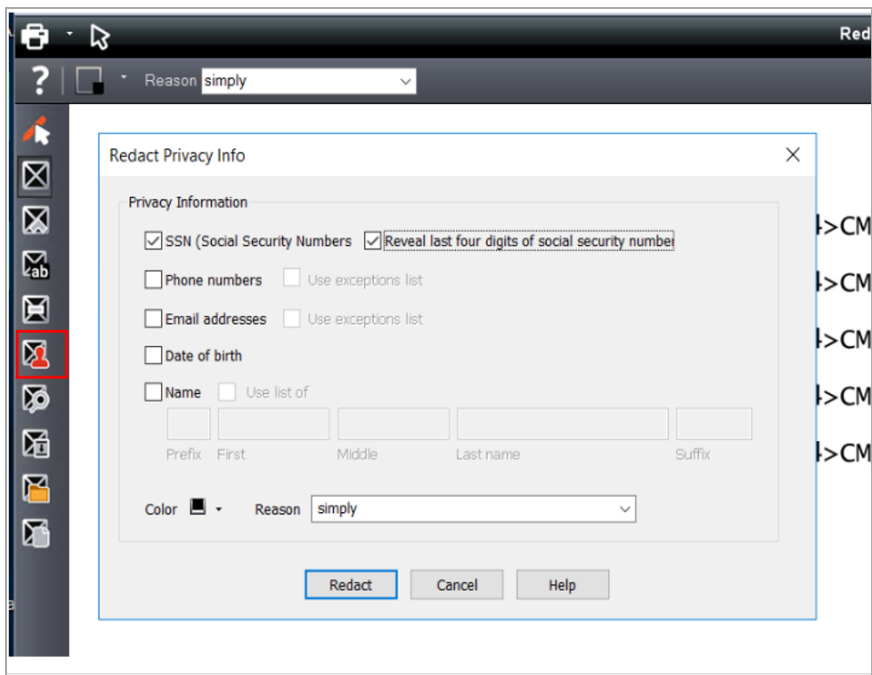 Red
? Reason simply
Redact Privacy Info
Privacy Information
SSN (Social Security Numbers Reveal last four digits of social security number
>CM
Phone numbers Use exceptions list
>CM
ab
Email addresses Use exceptions list
>CM
Date of birth
Name Use list of
>CM
Prefix First Middle Last name Suffix
>CM
Color Reason simply
Redact Cancel Help